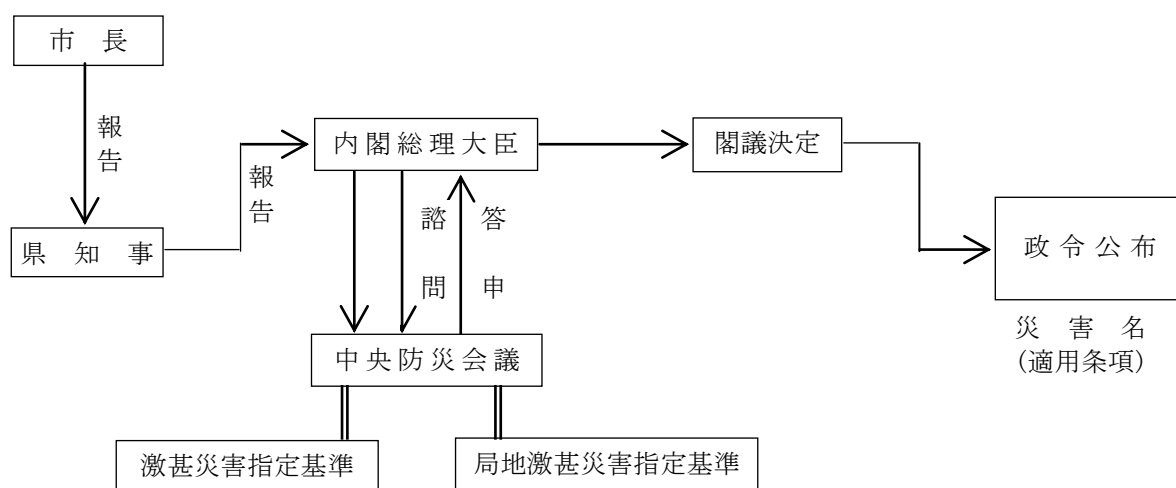 市長
報告
県知事
報告
内閣総理大臣
諮問
答申
中央防災会議
激甚災害指定基準
局地激甚災害指定基準
閣議決定
政令公布
災害名
(適用条項)